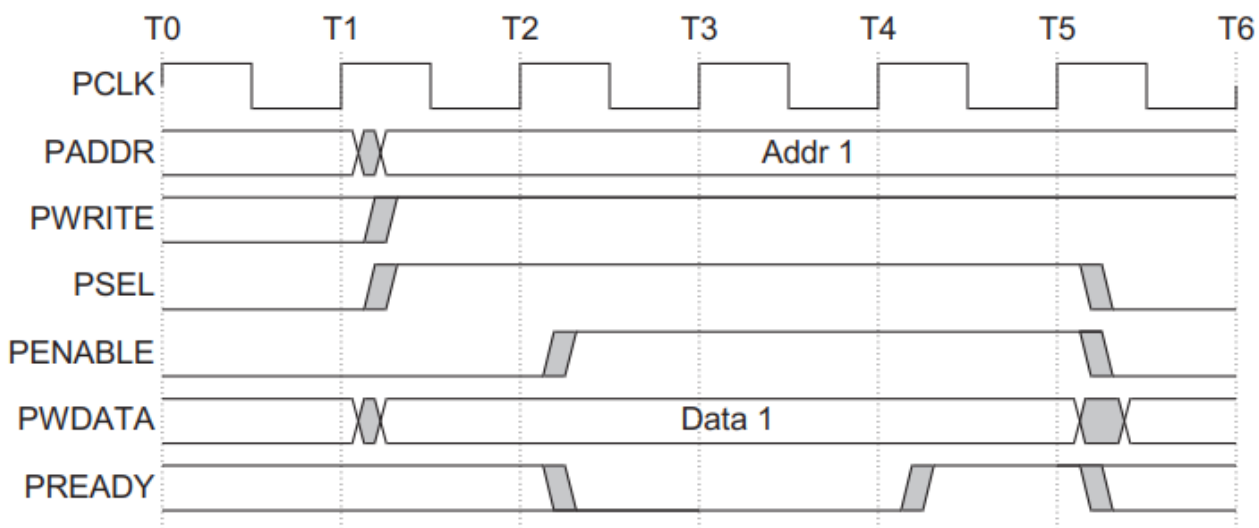 T0 T1 T2 T3 T4 T5 T6
PCLK
PADDR Addr 1
PWRITE
PSEL
PENABLE
PWDATA Data 1
PREADY